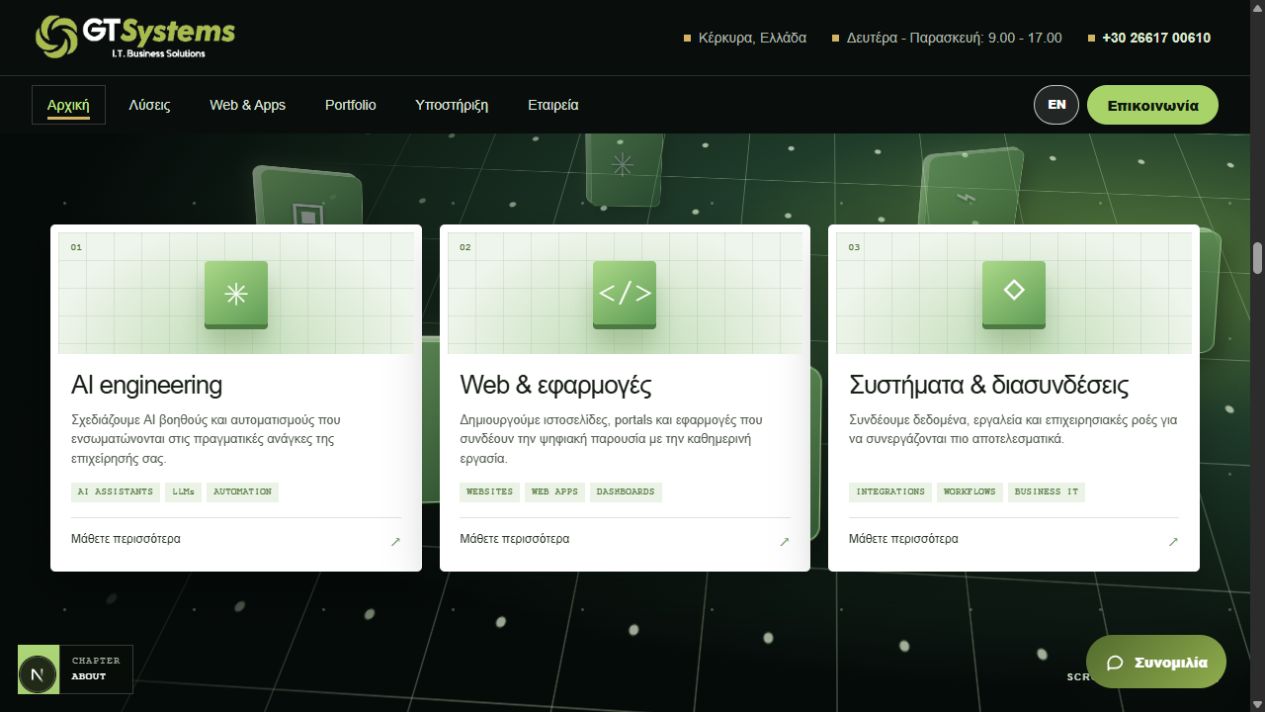 GTSystems
I.T. Business Solutions
Κέρκυρα, Ελλάδα
Δευτέρα - Παρασκευή: 9.00 - 17.00
+30 26617 00610
Αρχική
Λύσεις
Web & Apps
Portfolio
Υποστήριξη
Εταιρεία
EN
Επικοινωνία
01
AI engineering
Σχεδιάζουμε AI βοηθούς και αυτοματισμούς που
ενσωματώνονται στις πραγματικές ανάγκες της
επιχείρησής σας.
AI ASSISTANTS
LLMs
AUTOMATION
Μάθετε περισσότερα
02
</>
Web & εφαρμογές
Δημιουργούμε ιστοσελίδες, portals και εφαρμογές που
συνδέουν την ψηφιακή παρουσία με την καθημερινή
εργασία.
WEBSITES
WEB APPS
DASHBOARDS
Μάθετε περισσότερα
03
Συστήματα & διασυνδέσεις
Συνδέουμε δεδομένα, εργαλεία και επιχειρησιακές ροές για
να συνεργάζονται πιο αποτελεσματικά.
INTEGRATIONS
WORKFLOWS
BUSINESS IT
Μάθετε περισσότερα
N
CHAPTER
ABOUT
Συνομιλία